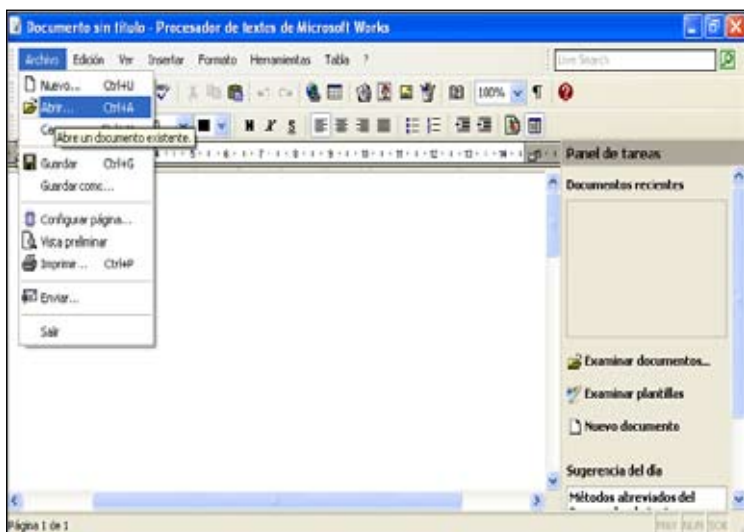 Documento sin título - Procesador de textos de Microsoft Works
Archivo Edición Ver Insertar Formato Herramientas Tabla ?
Live Search
Nuevo... Ctrl+U
Abrir... Ctrl+A
Abre un documento existente.
Guardar Ctrl+G
Guardar como...
Configurar página...
Vista preliminar
Imprimir... Ctrl+P
Enviar...
Salir
100%
N K S
Panel de tareas
Documentos recientes
Examinar documentos...
Examinar plantillas
Nuevo documento
Sugerencia del día
Métodos abreviados del
Página 1 de 1